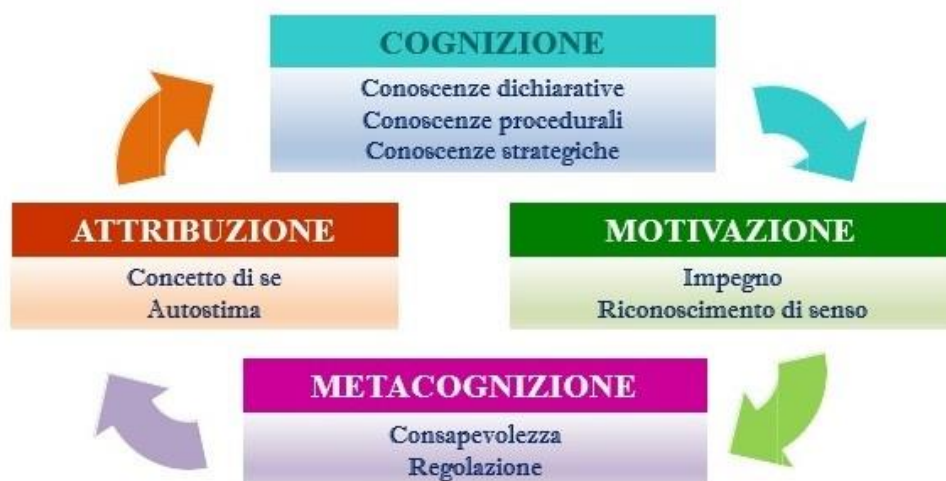 COGNIZIONE
Conoscenze dichiarative
Conoscenze procedurali
Conoscenze strategiche
ATTRIBUZIONE
Concetto di se
Autostima
MOTIVAZIONE
Impegno
Riconoscimento di senso
METACOGNIZIONE
Consapevolezza
Regolazione